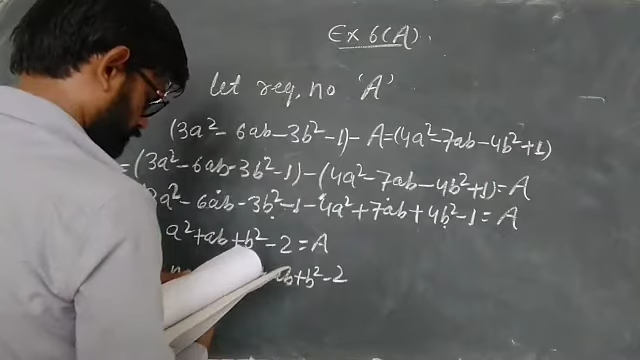 Ex 6(A).
let req, no 'A'
(3a²- 6ab-3b²-1)- A=(4a²-7ab-4b²+1)
=(3a²-6ab-3b²-1)-(4a²-7ab-4b²+1)=A
3a²-6ab-3b²-1-4a²+7ab+4b²-1=A
a²+ab+b²-2=A
ab+b²-2